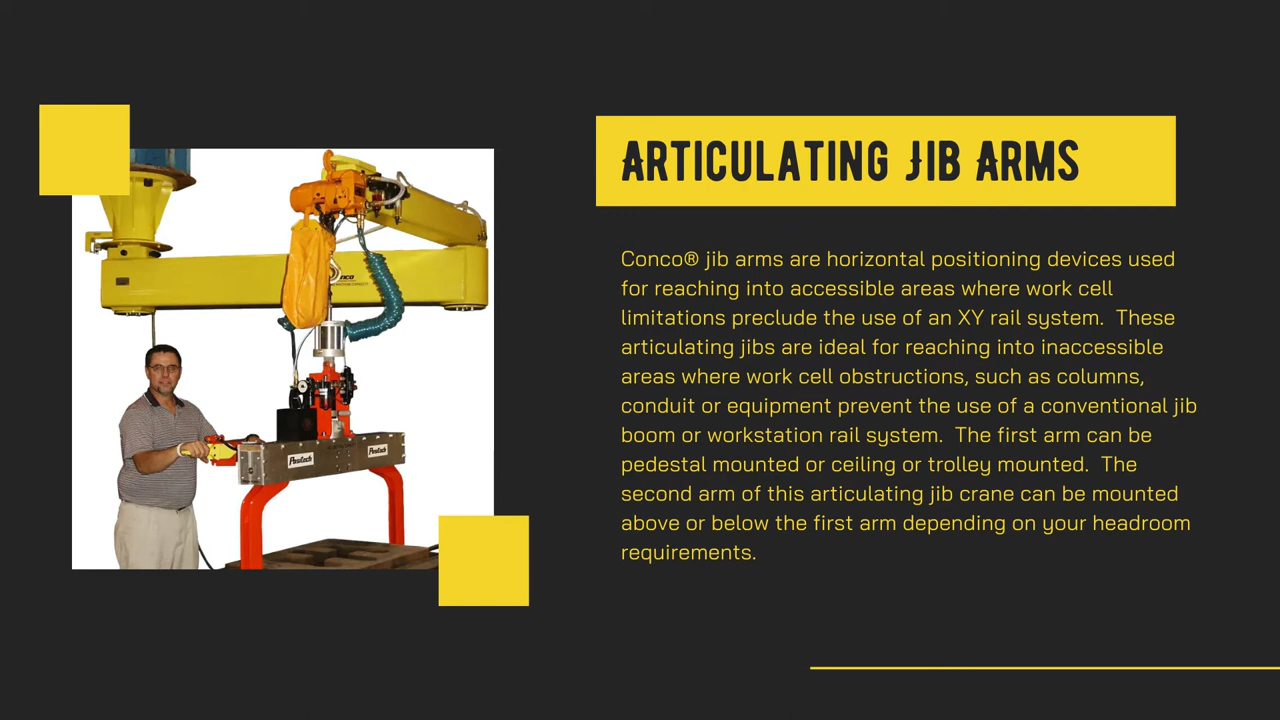 ARTICULATING JIB ARMS
Conco® jib arms are horizontal positioning devices used
for reaching into accessible areas where work cell
limitations preclude the use of an XY rail system.  These
articulating jibs are ideal for reaching into inaccessible
areas where work cell obstructions, such as columns,
conduit or equipment prevent the use of a conventional jib
boom or workstation rail system.  The first arm can be
pedestal mounted or ceiling or trolley mounted.  The
second arm of this articulating jib crane can be mounted
above or below the first arm depending on your headroom
requirements.
Positech
Positech